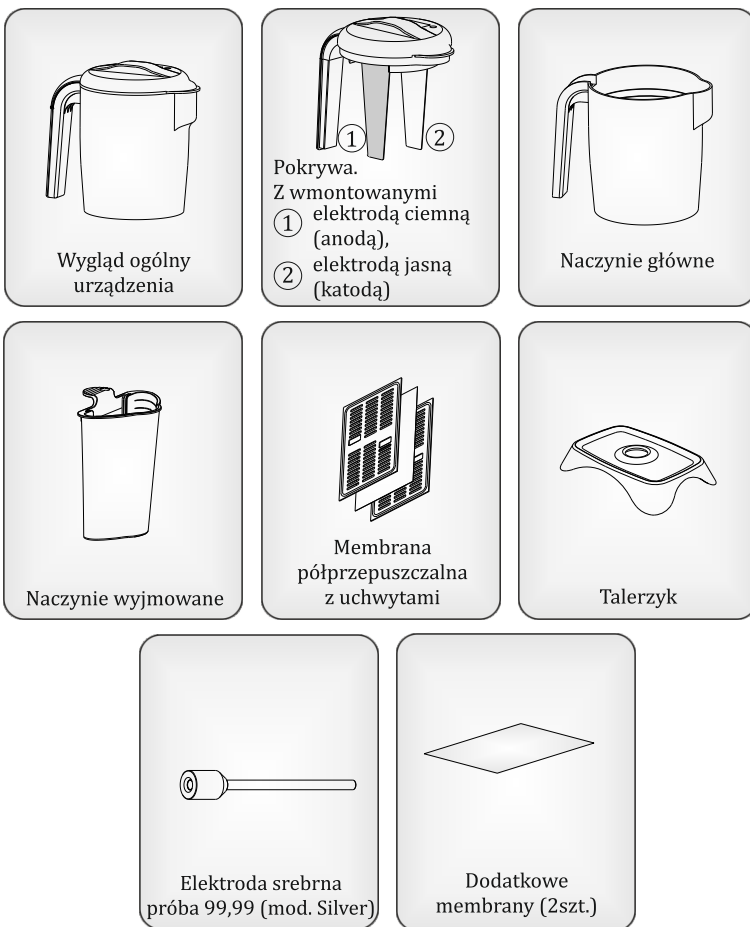 Wygląd ogólny
urządzenia
1
2
Pokrywa.
Z wmontowanymi
1 elektrodą ciemną
(anodą),
2 elektrodą jasną
(katodą)
Naczynie główne
Naczynie wyjmowane
Membrana
półprzepuszczalna
z uchwytami
Talerzyk
Elektroda srebrna
próba 99,99 (mod. Silver)
Dodatkowe
membrany (2szt.)